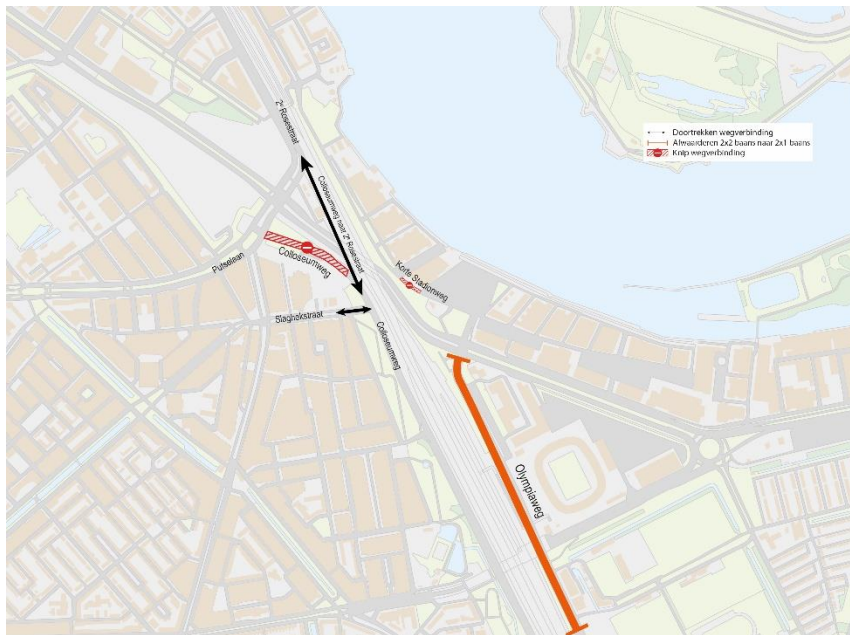 2e Rosestraat
Doortrekken wegverbinding
Afwaarderen 2x2 baans naar 2x1 baans
Knip wegverbinding
Colloseumweg naar 2e Rosestraat
Putselaan
Colloseumweg
Korte Stadionweg
Slaghekstraat
Colloseumweg
Olympiaweg